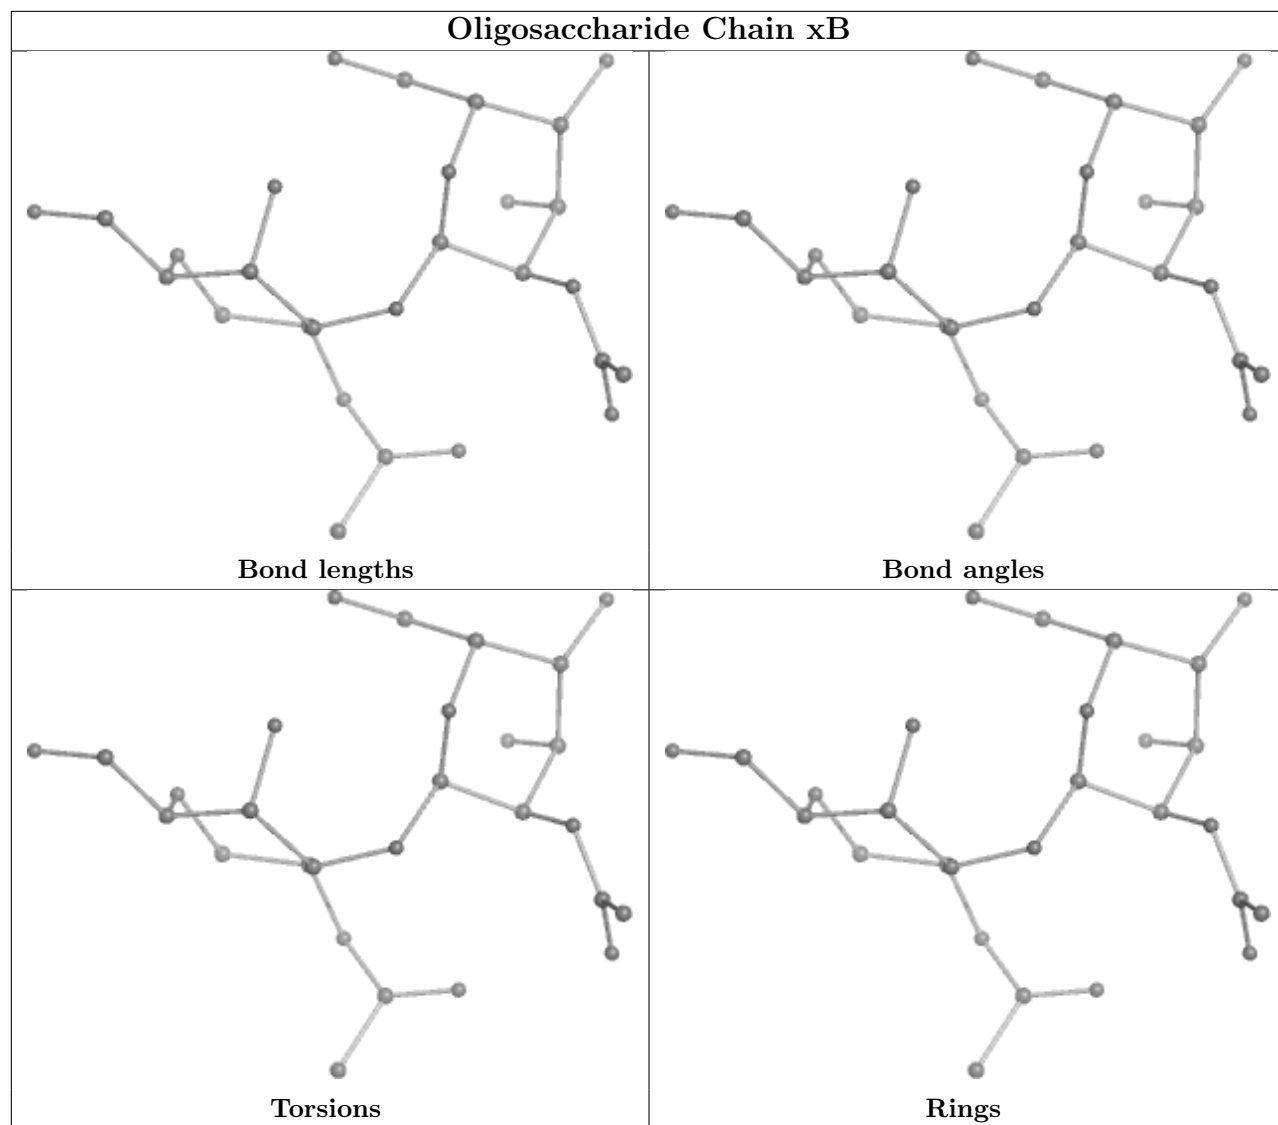 Oligosaccharide Chain xB
Bond lengths
Bond angles
Torsions
Rings